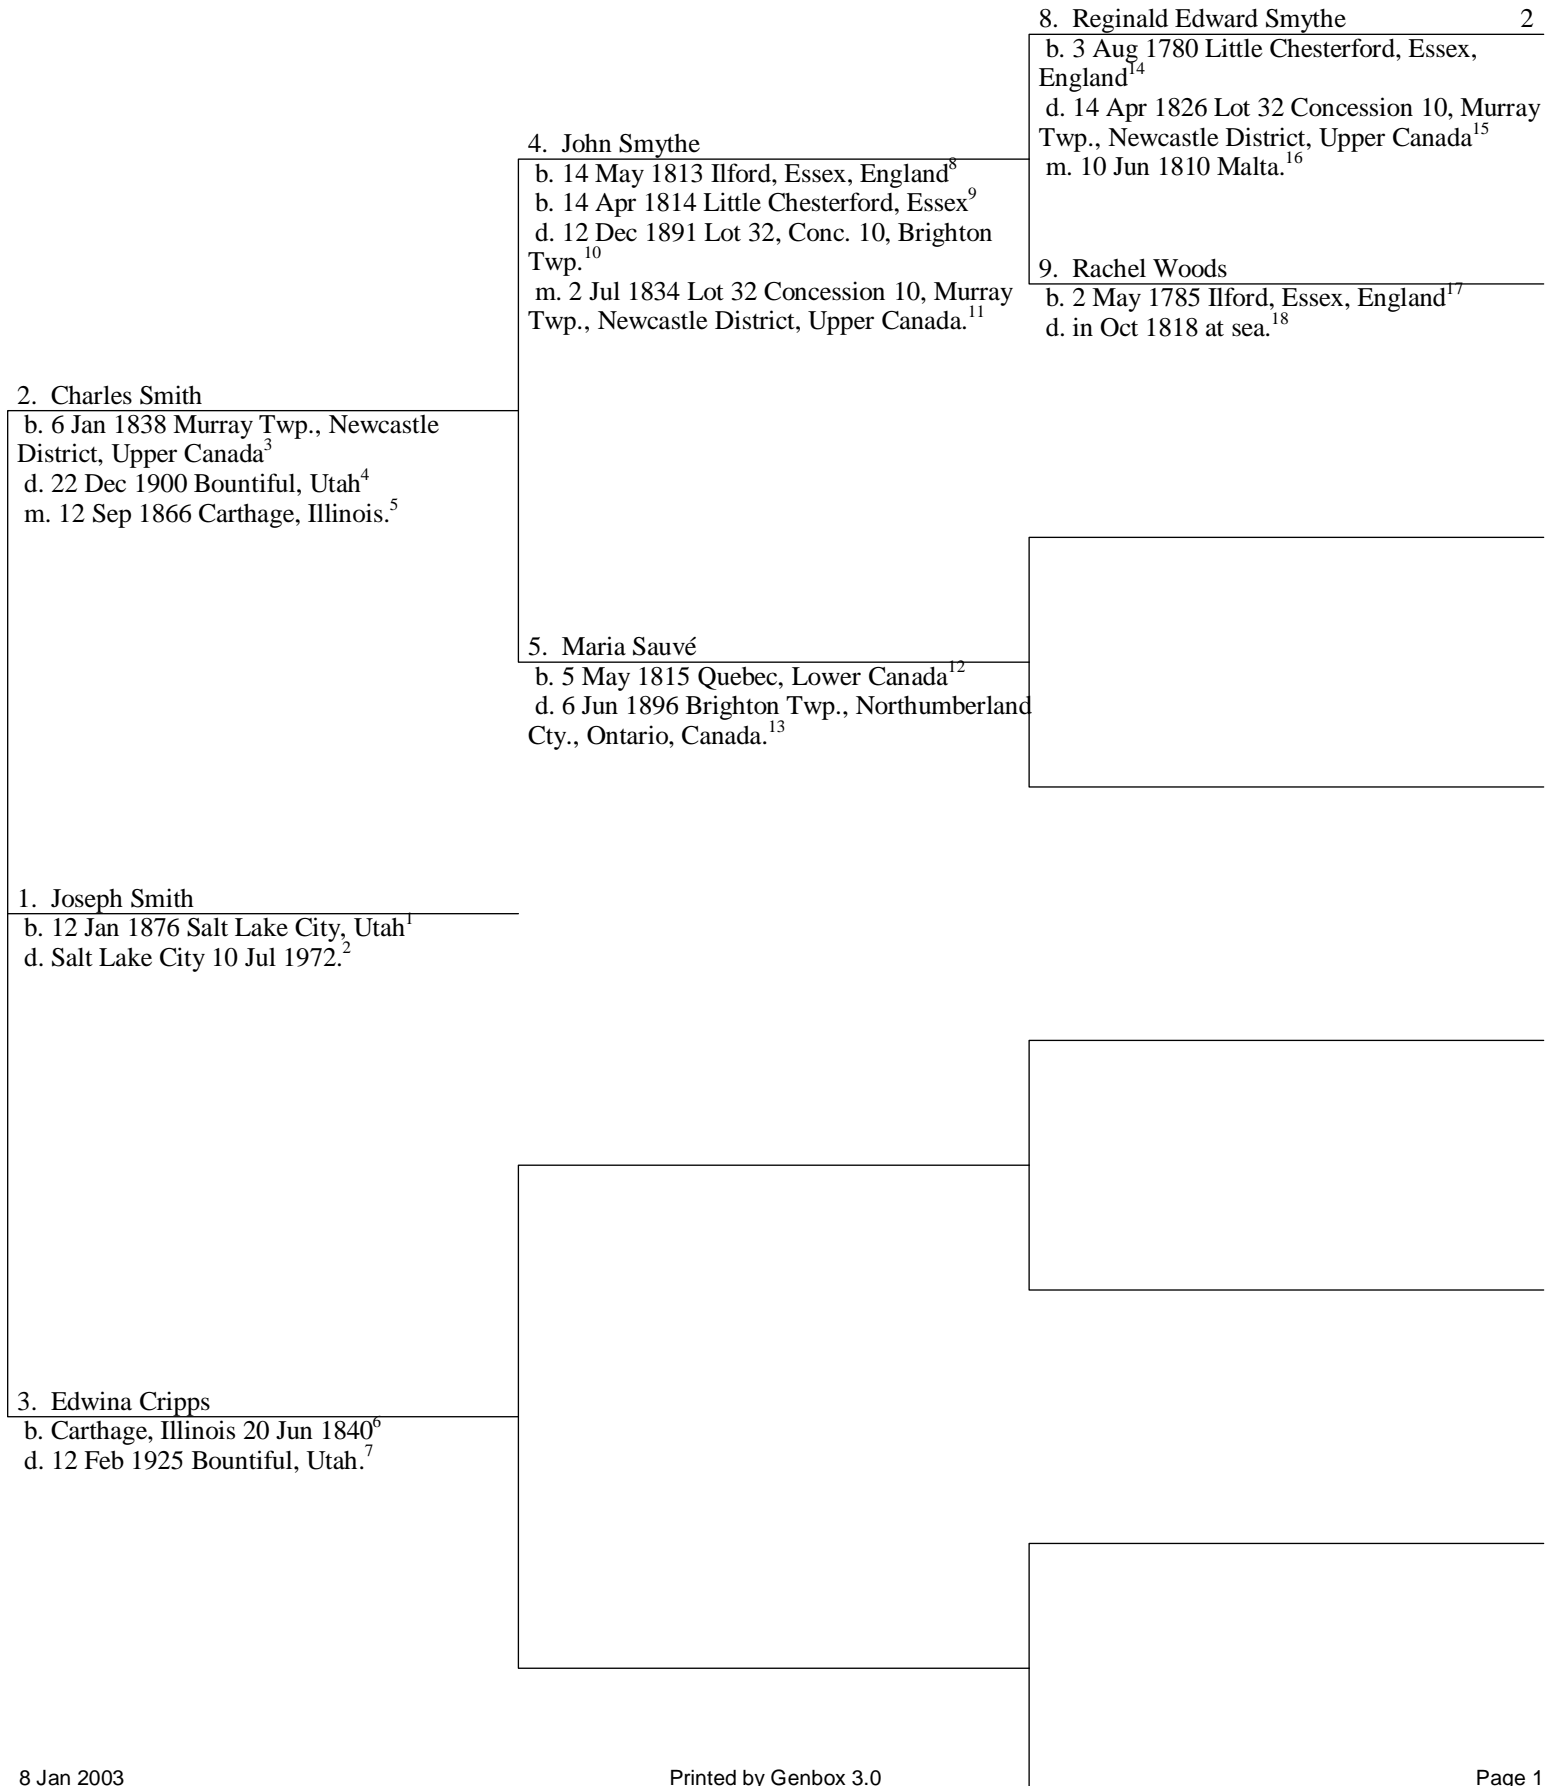 8. Reginald Edward Smythe 2
b. 3 Aug 1780 Little Chesterford, Essex,
England14
d. 14 Apr 1826 Lot 32 Concession 10, Murray
Twp., Newcastle District, Upper Canada15
m. 10 Jun 1810 Malta.16
4. John Smythe
b. 14 May 1813 Ilford, Essex, England8
b. 14 Apr 1814 Little Chesterford, Essex9
d. 12 Dec 1891 Lot 32, Conc. 10, Brighton
Twp.10
m. 2 Jul 1834 Lot 32 Concession 10, Murray
Twp., Newcastle District, Upper Canada.11
9. Rachel Woods
b. 2 May 1785 Ilford, Essex, England17
d. in Oct 1818 at sea.18
2. Charles Smith
b. 6 Jan 1838 Murray Twp., Newcastle
District, Upper Canada3
d. 22 Dec 1900 Bountiful, Utah4
m. 12 Sep 1866 Carthage, Illinois.5
5. Maria Sauvé
b. 5 May 1815 Quebec, Lower Canada12
d. 6 Jun 1896 Brighton Twp., Northumberland
Cty., Ontario, Canada.13
1. Joseph Smith
b. 12 Jan 1876 Salt Lake City, Utah1
d. Salt Lake City 10 Jul 1972.2
3. Edwina Cripps
b. Carthage, Illinois 20 Jun 18406
d. 12 Feb 1925 Bountiful, Utah.7
8 Jan 2003 Printed by Genbox 3.0 Page 1